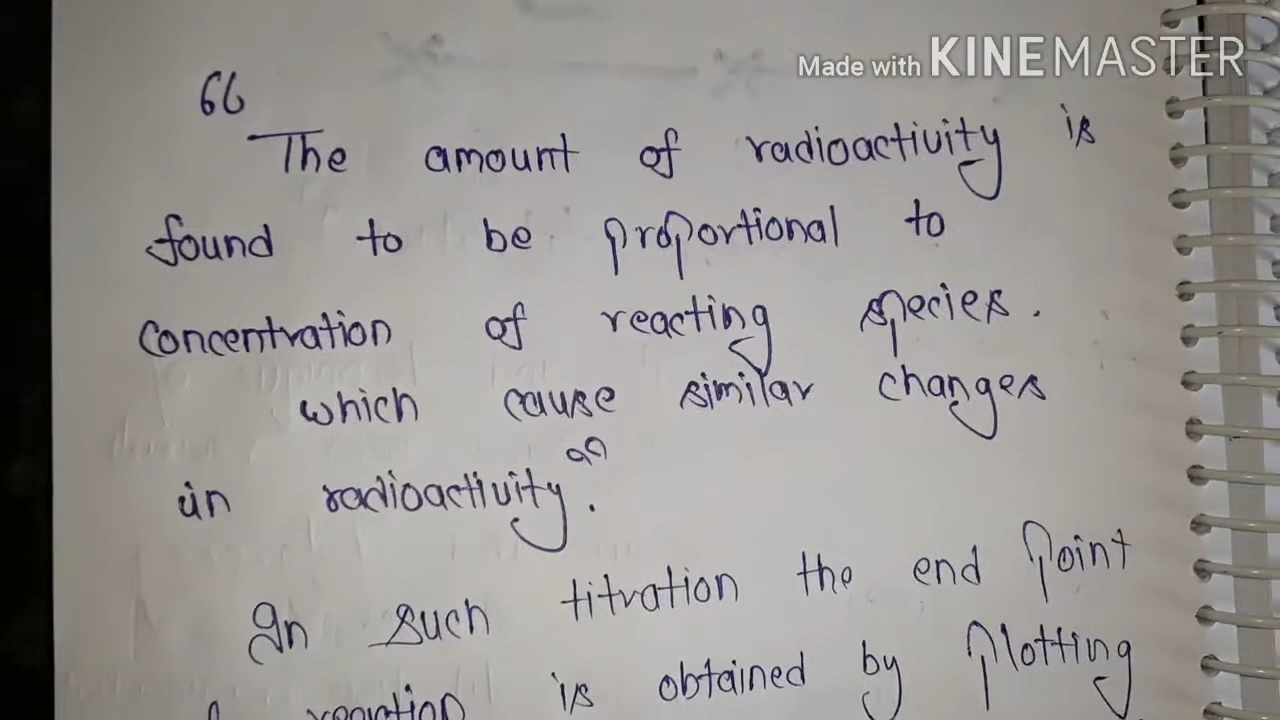 Made with KINEMASTER
“The amount of radioactivity is
found to be proportional to
concentration of reacting species.
which cause similar changes
in radioactivity.”
In such titration the end point
reaction is obtained by plotting